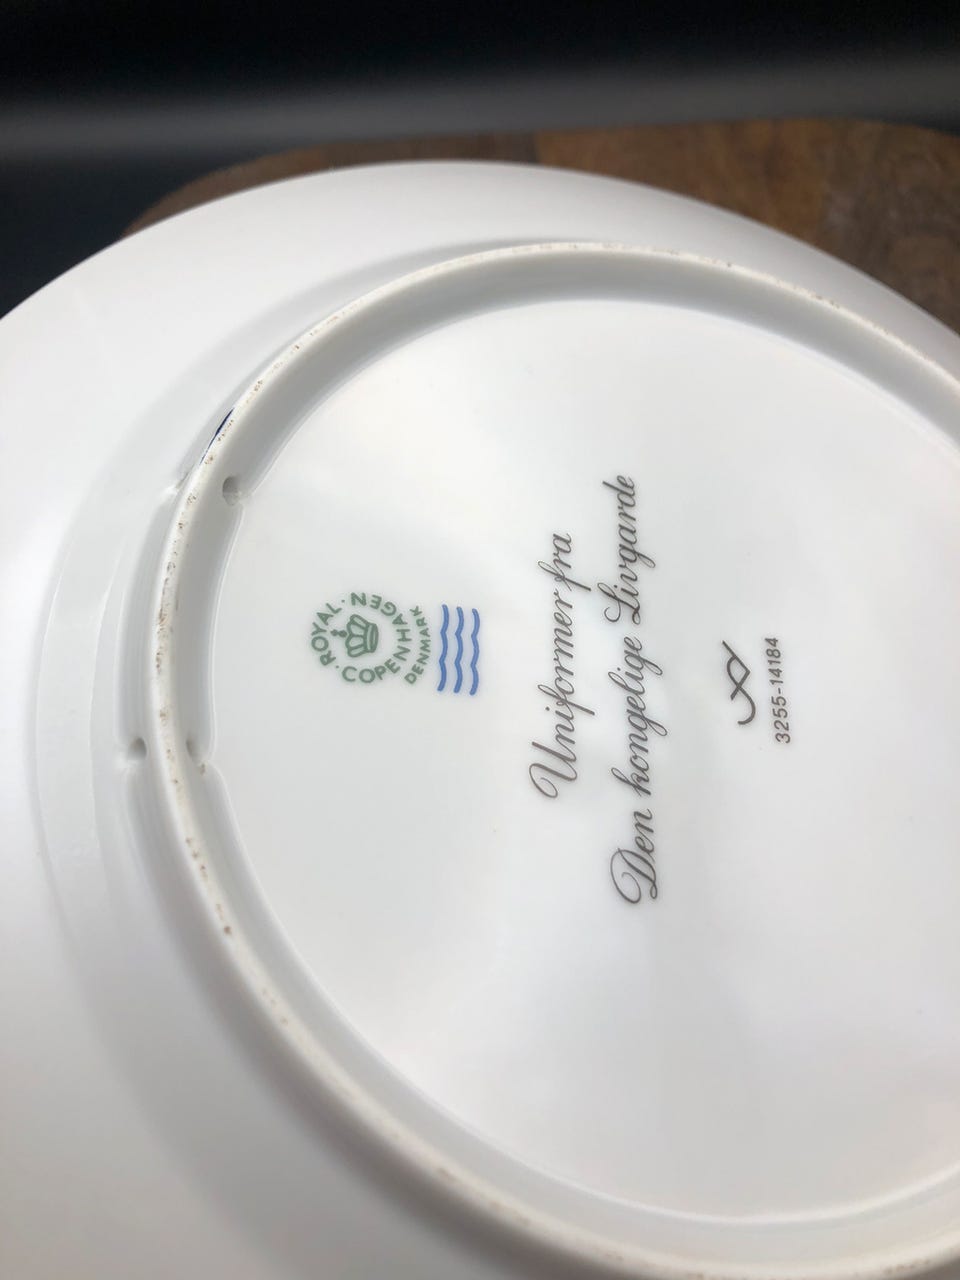 ROYAL · COPENHAGEN ·
DENMARK
Uniformer fra
Den kongelige Livgarde
3255-14184